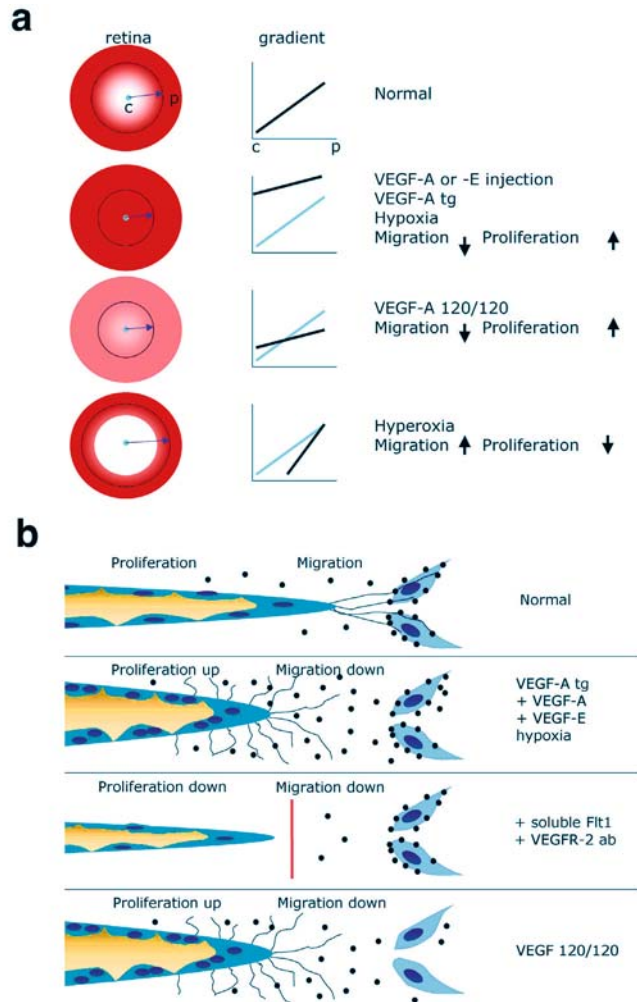 a
retina gradient
c p
c p
Normal
VEGF-A or -E injection
VEGF-A tg
Hypoxia
Migration ↓ Proliferation ↑
VEGF-A 120/120
Migration ↓ Proliferation ↑
Hyperoxia
Migration ↑ Proliferation ↓
b
Proliferation Migration
Normal
Proliferation up Migration down
VEGF-A tg
+ VEGF-A
+ VEGF-E
hypoxia
Proliferation down Migration down
+ soluble Flt1
+ VEGFR-2 ab
Proliferation up Migration down
VEGF 120/120